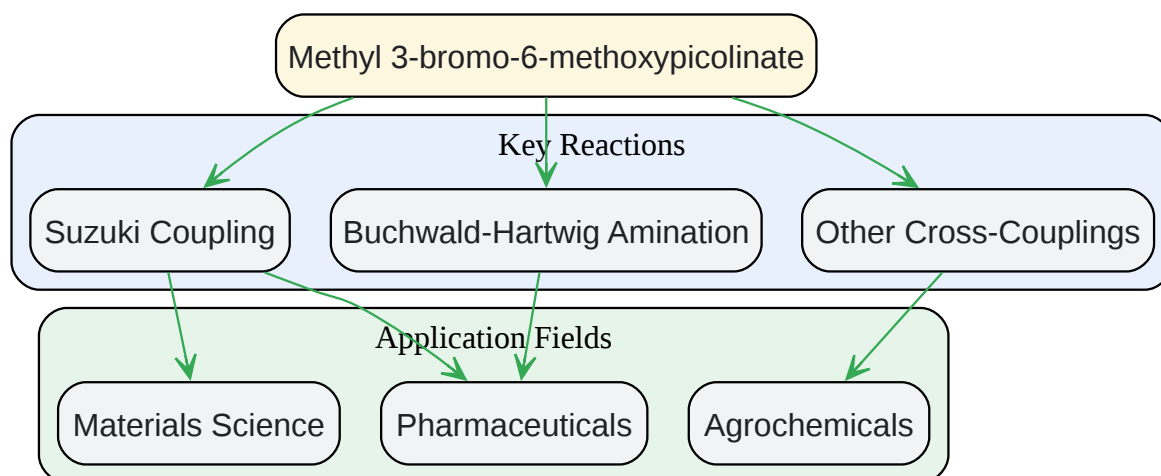 Methyl 3-bromo-6-methoxypicolinate
Key Reactions
Suzuki Coupling
Buchwald-Hartwig Amination
Other Cross-Couplings
Application Fields
Materials Science
Pharmaceuticals
Agrochemicals